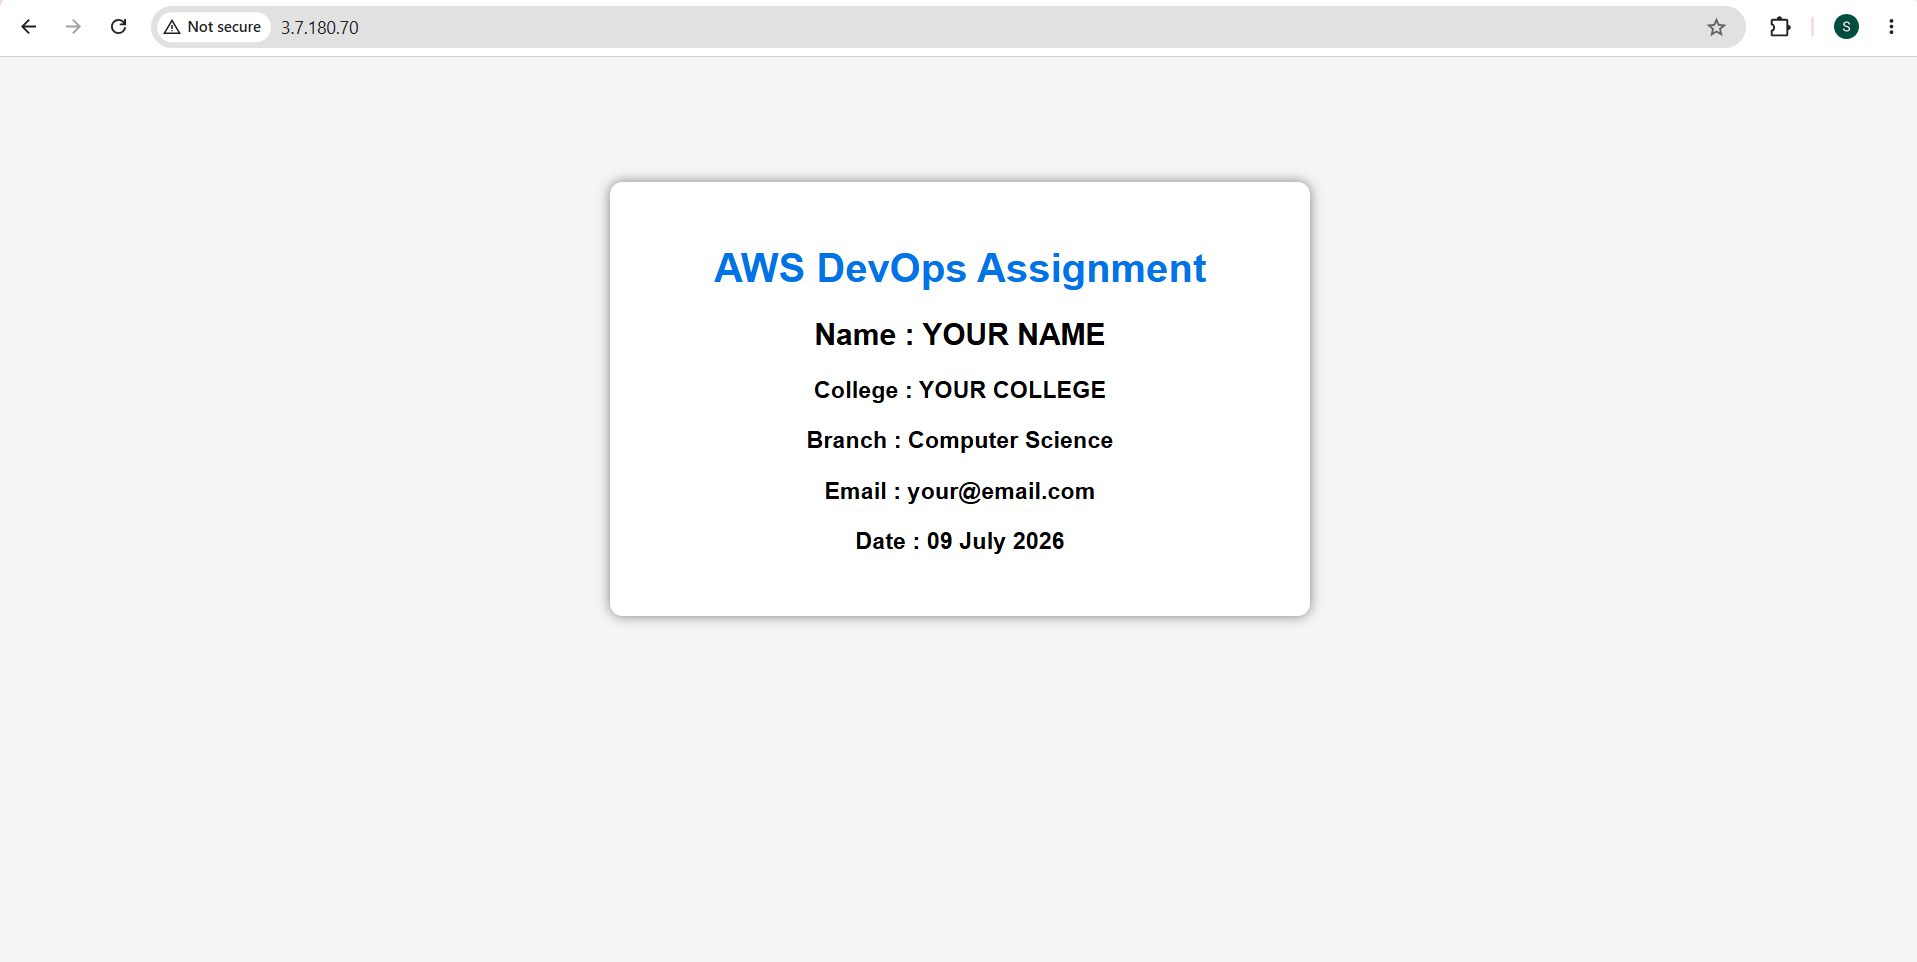 Not secure 3.7.180.70 S
AWS DevOps Assignment
Name : YOUR NAME
College : YOUR COLLEGE
Branch : Computer Science
Email : your@email.com
Date : 09 July 2026